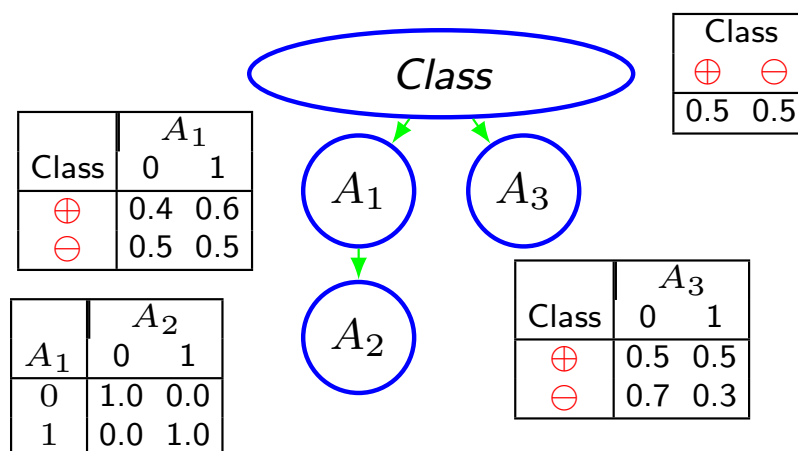 Class
Class
⊕ ⊖
0.5 0.5
A₁
Class 0 1
⊕ 0.4 0.6
⊖ 0.5 0.5
A₁
A₃
A₂
A₁ 0 1
0 1.0 0.0
1 0.0 1.0
A₂
A₃
Class 0 1
⊕ 0.5 0.5
⊖ 0.7 0.3